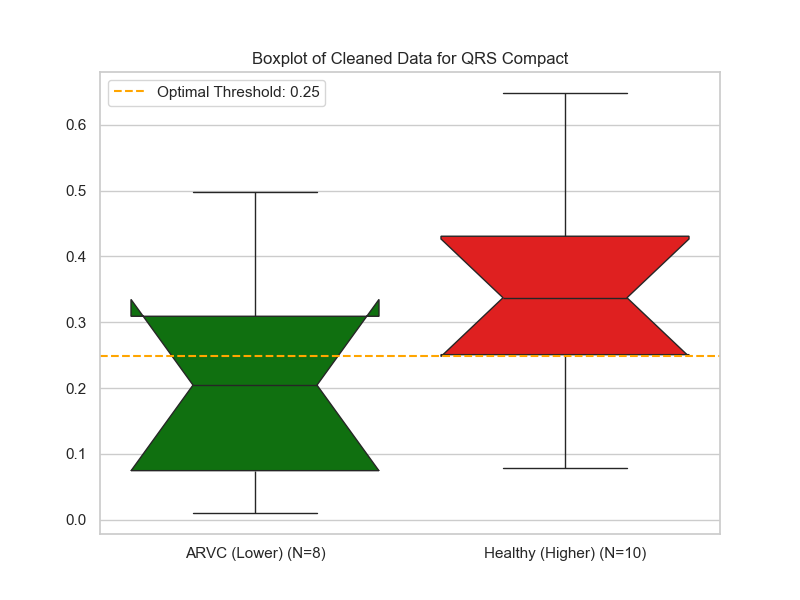 Boxplot of Cleaned Data for QRS Compact
Optimal Threshold: 0.25
0.6
0.5
0.4
0.3
0.2
0.1
0.0
ARVC (Lower) (N=8)
Healthy (Higher) (N=10)